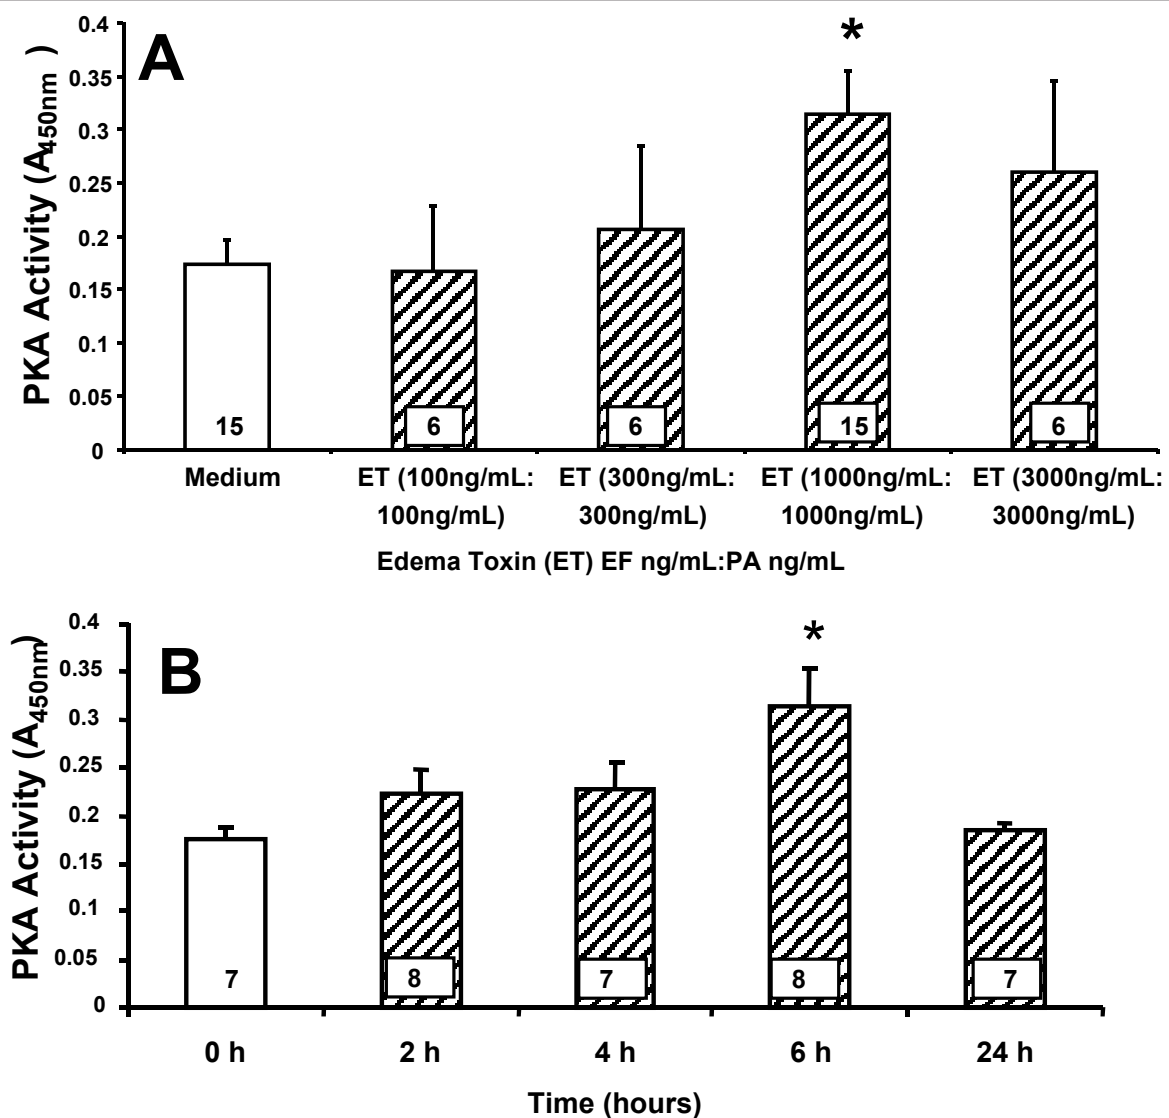 A
*
PKA Activity (A450nm)
0.4
0.35
0.3
0.25
0.2
0.15
0.1
0.05
0
15
6
6
15
6
Medium
ET (100ng/mL:
100ng/mL)
ET (300ng/mL:
300ng/mL)
ET (1000ng/mL:
1000ng/mL)
ET (3000ng/mL:
3000ng/mL)
Edema Toxin (ET) EF ng/mL:PA ng/mL
B
*
PKA Activity (A450nm)
0.4
0.35
0.3
0.25
0.2
0.15
0.1
0.05
0
7
8
7
8
7
0 h
2 h
4 h
6 h
24 h
Time (hours)